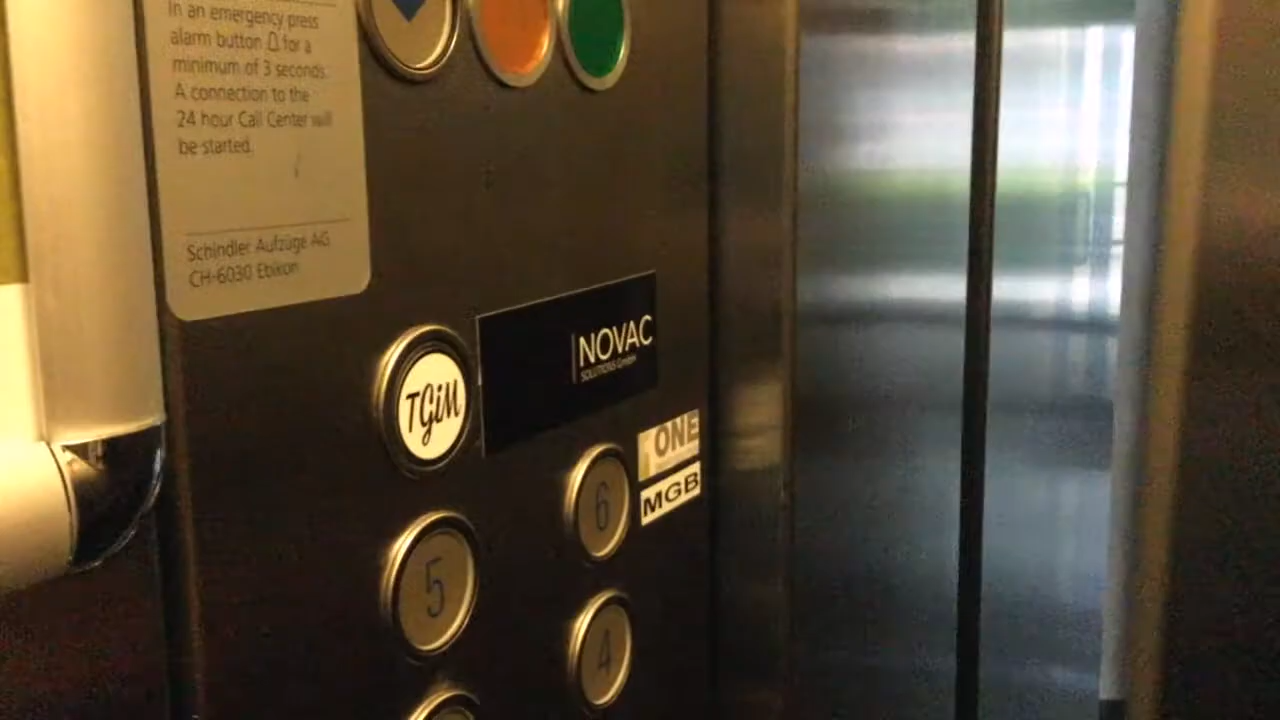 In an emergency press
alarm button for a
minimum of 3 seconds.
A connection to the
24 hour Call Center will
be started.
Schindler Aufzüge AG
CH-6030 Ebikon
NOVAC
SOLUTIONS GmbH
TGiM
ONE
MGB
6
5
4